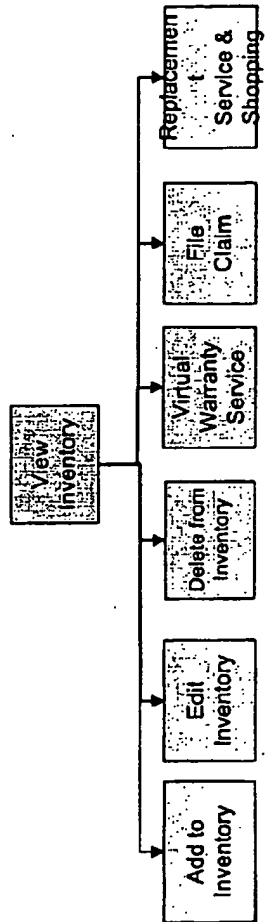 View
Inventory
Add to
Inventory
Edit
Inventory
Delete from
Inventory
Virtual
Warranty
Service
File
Claim
Replacemen
t
Service &
Shopping